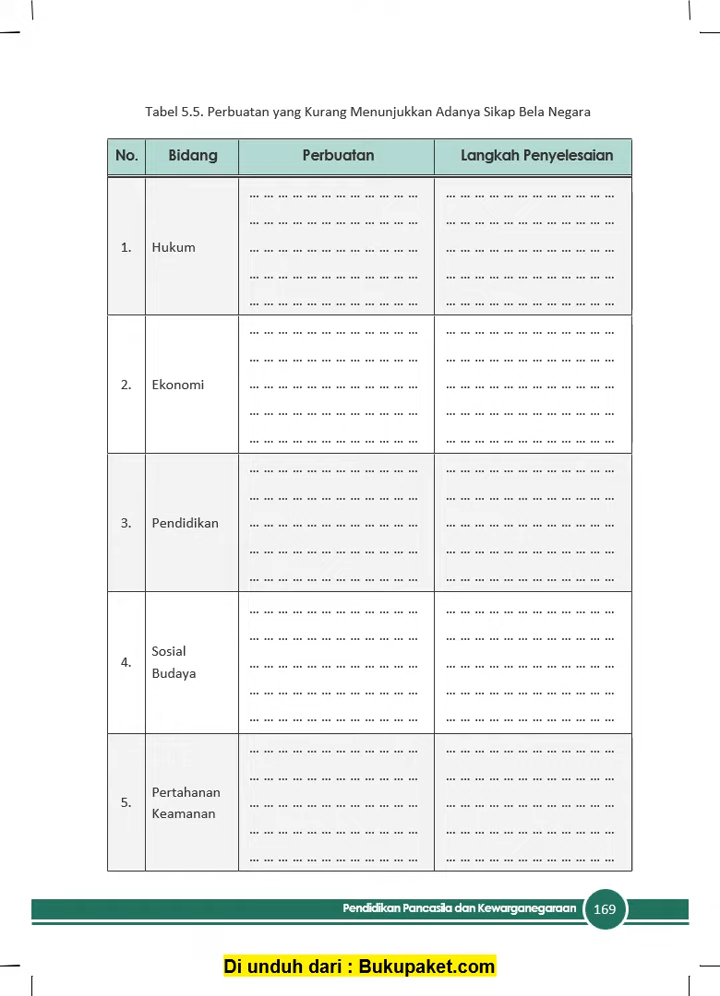 Tabel 5.5. Perbuatan yang Kurang Menunjukkan Adanya Sikap Bela Negara
No. Bidang Perbuatan Langkah Penyelesaian
... ... ... ... ... ... ... ... ... ... ... ... ... ... ... ... ... ... ... ... ... ... ... ...
... ... ... ... ... ... ... ... ... ... ... ... ... ... ... ... ... ... ... ... ... ... ... ...
1. Hukum ... ... ... ... ... ... ... ... ... ... ... ... ... ... ... ... ... ... ... ... ... ... ... ...
... ... ... ... ... ... ... ... ... ... ... ... ... ... ... ... ... ... ... ... ... ... ... ...
... ... ... ... ... ... ... ... ... ... ... ... ... ... ... ... ... ... ... ... ... ... ... ...
... ... ... ... ... ... ... ... ... ... ... ... ... ... ... ... ... ... ... ... ... ... ... ...
... ... ... ... ... ... ... ... ... ... ... ... ... ... ... ... ... ... ... ... ... ... ... ...
2. Ekonomi ... ... ... ... ... ... ... ... ... ... ... ... ... ... ... ... ... ... ... ... ... ... ... ...
... ... ... ... ... ... ... ... ... ... ... ... ... ... ... ... ... ... ... ... ... ... ... ...
... ... ... ... ... ... ... ... ... ... ... ... ... ... ... ... ... ... ... ... ... ... ... ...
... ... ... ... ... ... ... ... ... ... ... ... ... ... ... ... ... ... ... ... ... ... ... ...
... ... ... ... ... ... ... ... ... ... ... ... ... ... ... ... ... ... ... ... ... ... ... ...
3. Pendidikan ... ... ... ... ... ... ... ... ... ... ... ... ... ... ... ... ... ... ... ... ... ... ... ...
... ... ... ... ... ... ... ... ... ... ... ... ... ... ... ... ... ... ... ... ... ... ... ...
... ... ... ... ... ... ... ... ... ... ... ... ... ... ... ... ... ... ... ... ... ... ... ...
... ... ... ... ... ... ... ... ... ... ... ... ... ... ... ... ... ... ... ... ... ... ... ...
... ... ... ... ... ... ... ... ... ... ... ... ... ... ... ... ... ... ... ... ... ... ... ...
4. Sosial
Budaya ... ... ... ... ... ... ... ... ... ... ... ... ... ... ... ... ... ... ... ... ... ... ... ...
... ... ... ... ... ... ... ... ... ... ... ... ... ... ... ... ... ... ... ... ... ... ... ...
... ... ... ... ... ... ... ... ... ... ... ... ... ... ... ... ... ... ... ... ... ... ... ...
... ... ... ... ... ... ... ... ... ... ... ... ... ... ... ... ... ... ... ... ... ... ... ...
... ... ... ... ... ... ... ... ... ... ... ... ... ... ... ... ... ... ... ... ... ... ... ...
5. Pertahanan
Keamanan ... ... ... ... ... ... ... ... ... ... ... ... ... ... ... ... ... ... ... ... ... ... ... ...
... ... ... ... ... ... ... ... ... ... ... ... ... ... ... ... ... ... ... ... ... ... ... ...
... ... ... ... ... ... ... ... ... ... ... ... ... ... ... ... ... ... ... ... ... ... ... ...
Pendidikan Pancasila dan Kewarganegaraan 169
Di unduh dari : Bukupaket.com